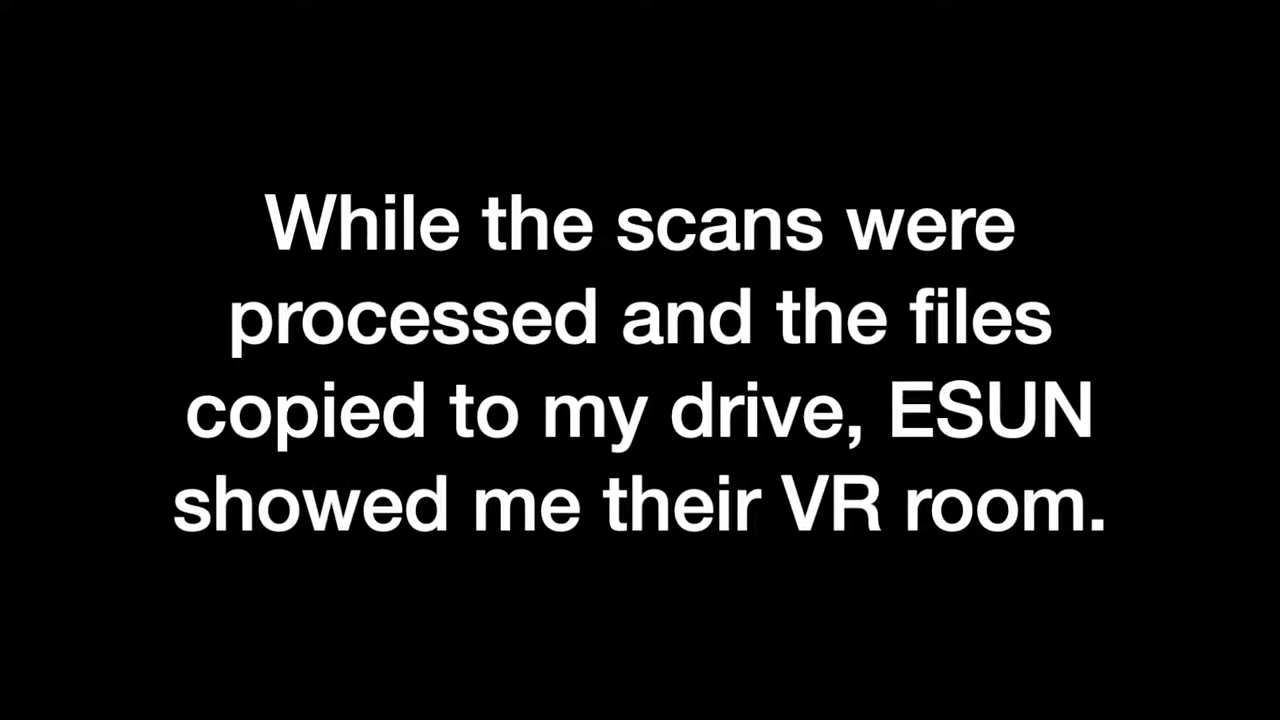 While the scans were
processed and the files
copied to my drive, ESUN
showed me their VR room.